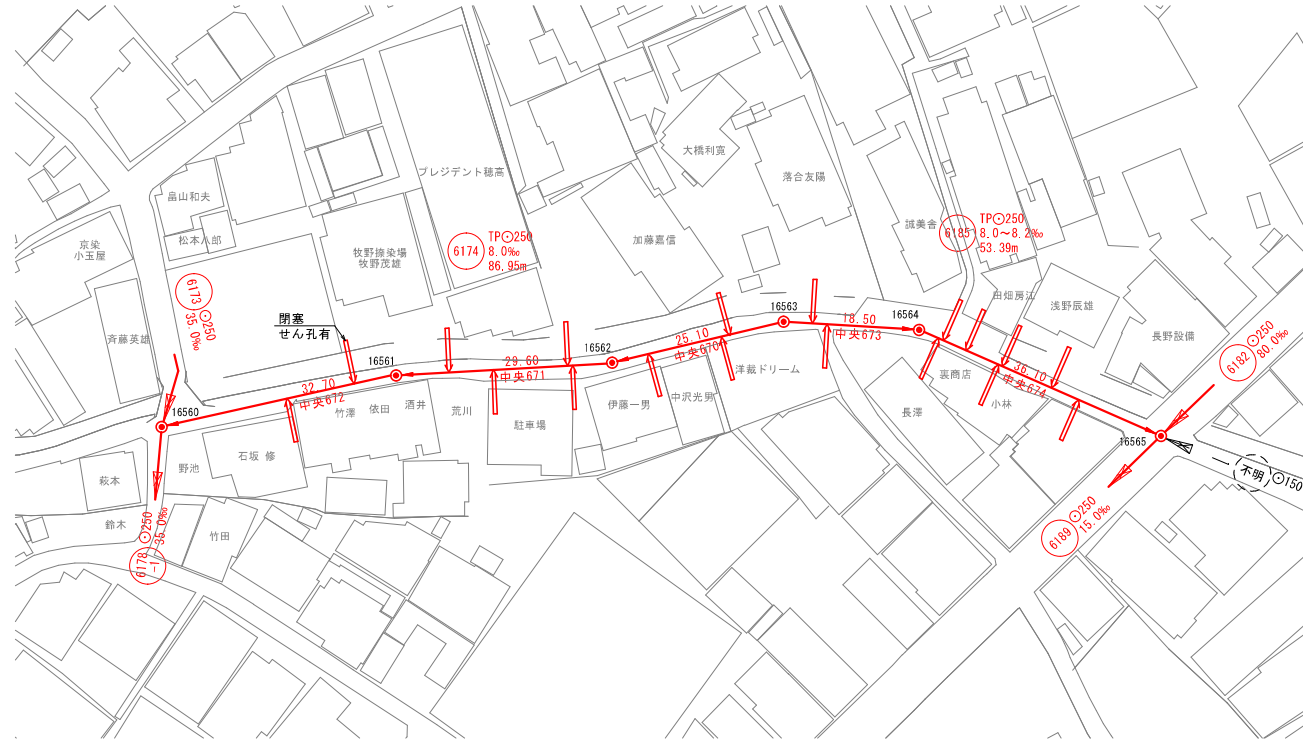 大橋利寛
プレジデント穂高
落合友陽
畠山和夫
松本八郎
京染
小玉屋
牧野捺染場
牧野茂雄
6174
TP⊙250
8.0‰
86.95m
加藤嘉信
誠美舎
6185
TP⊙250
8.0～8.2‰
53.39m
6173
⊙250
35.0‰
田畑房江
浅野辰雄
長野設備
斉藤英雄
閉塞
せん孔有
16563
16564
18.50
中央673
16561
16562
25.10
中央670
29.60
中央671
32.70
中央672
36.70
中央674
6182
⊙250
80.0‰
洋裁ドリーム
裏商店
小林
長澤
16560
竹澤
依田
酒井
荒川
駐車場
伊藤一男
中沢光男
16565
不明
⊙150
野池
石坂 修
萩本
鈴木
竹田
6178
-1
⊙250
35.0‰
6189
⊙250
15.0‰